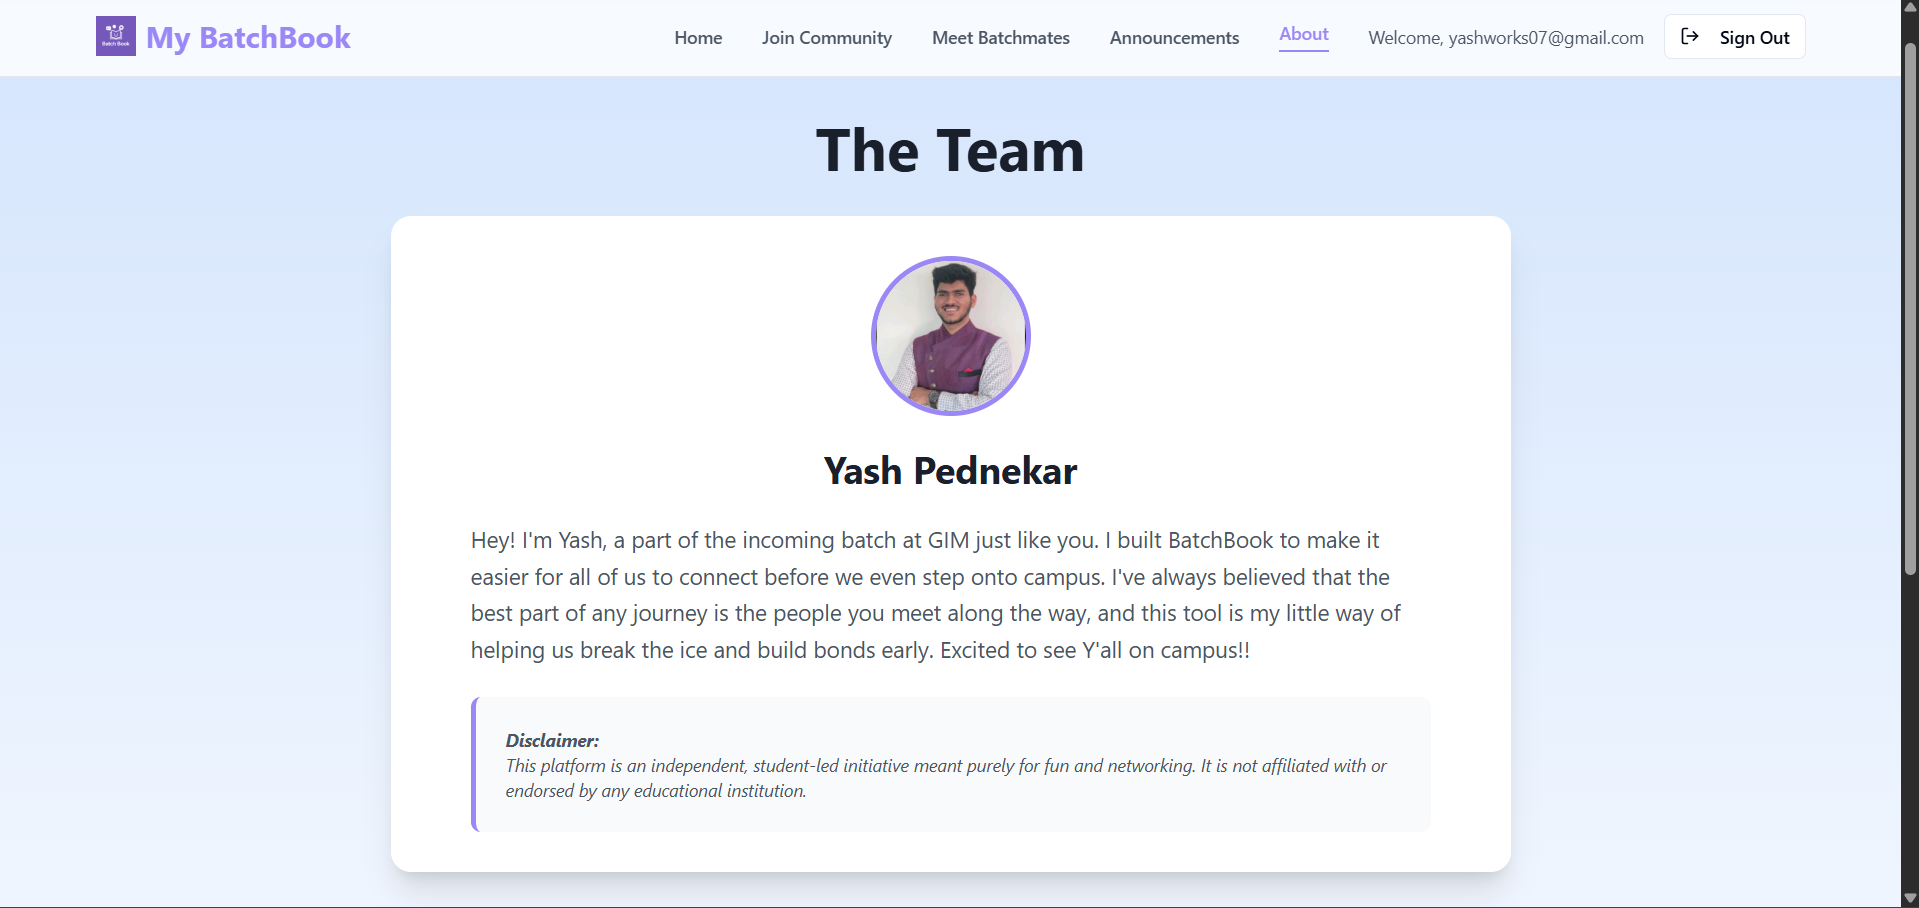 Batch Book
My BatchBook
Home
Join Community
Meet Batchmates
Announcements
About
Welcome, yashworks07@gmail.com
Sign Out
The Team
Yash Pednekar
Hey! I'm Yash, a part of the incoming batch at GIM just like you. I built BatchBook to make it
easier for all of us to connect before we even step onto campus. I've always believed that the
best part of any journey is the people you meet along the way, and this tool is my little way of
helping us break the ice and build bonds early. Excited to see Y'all on campus!!
Disclaimer:
This platform is an independent, student-led initiative meant purely for fun and networking. It is not affiliated with or
endorsed by any educational institution.